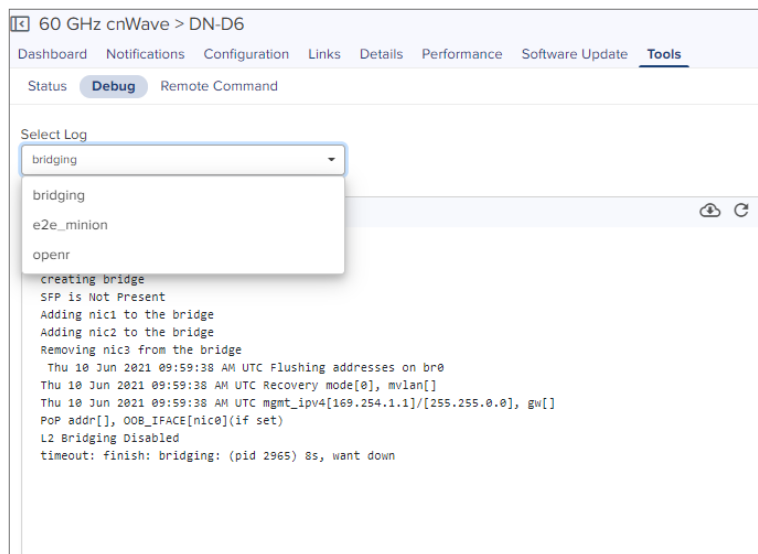 60 GHz cnWave > DN-D6
Dashboard Notifications Configuration Links Details Performance Software Update Tools
Status Debug Remote Command
Select Log
bridging
bridging
e2e_minion
openr
creating bridge
SFP is Not Present
Adding nic1 to the bridge
Adding nic2 to the bridge
Removing nic3 from the bridge
Thu 10 Jun 2021 09:59:38 AM UTC Flushing addresses on br0
Thu 10 Jun 2021 09:59:38 AM UTC Recovery mode[0], mvlan[]
Thu 10 Jun 2021 09:59:38 AM UTC mgmt_ipv4[169.254.1.1]/[255.255.0.0], gw[]
PoP addr[], OOB_IFACE[nic0](if set)
L2 Bridging Disabled
timeout: finish: bridging: (pid 2965) 8s, want down